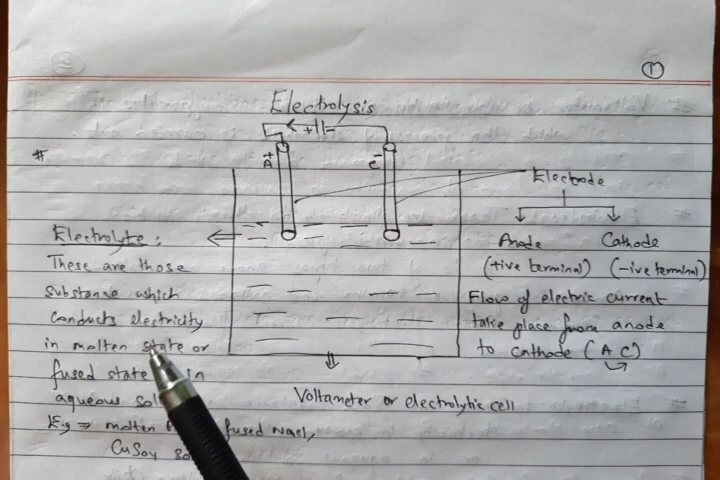 1
Electrolysis
+ -
#
A+
C-
Electrode
Electrolyte:
These are those
substance which
conducts electricity
in molten state or
fused state in
aqueous
E.g ⇒ molten fused NaCl,
CuSO4
Anode Cathode
(+ive terminal) (-ive terminal)
Flow of electric current
take place from anode
to cathode (A C)
Voltameter or electrolytic cell